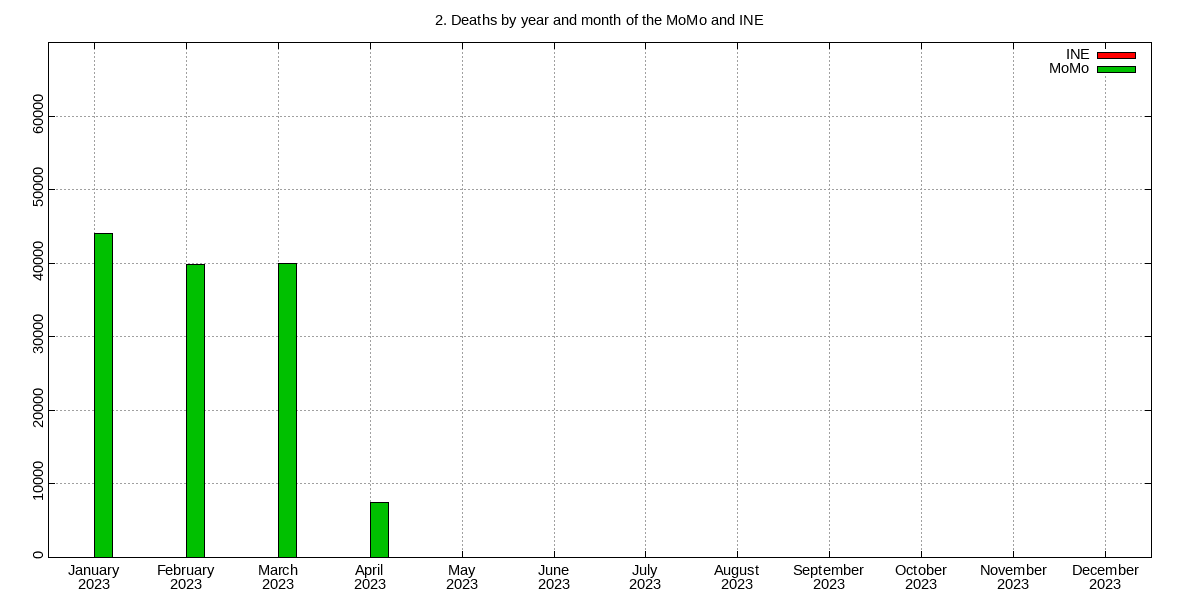 2. Deaths by year and month of the MoMo and INE
INE
MoMo
60000
50000
40000
30000
20000
10000
0
January February March April May June July August September October November December
2023 2023 2023 2023 2023 2023 2023 2023 2023 2023 2023 2023